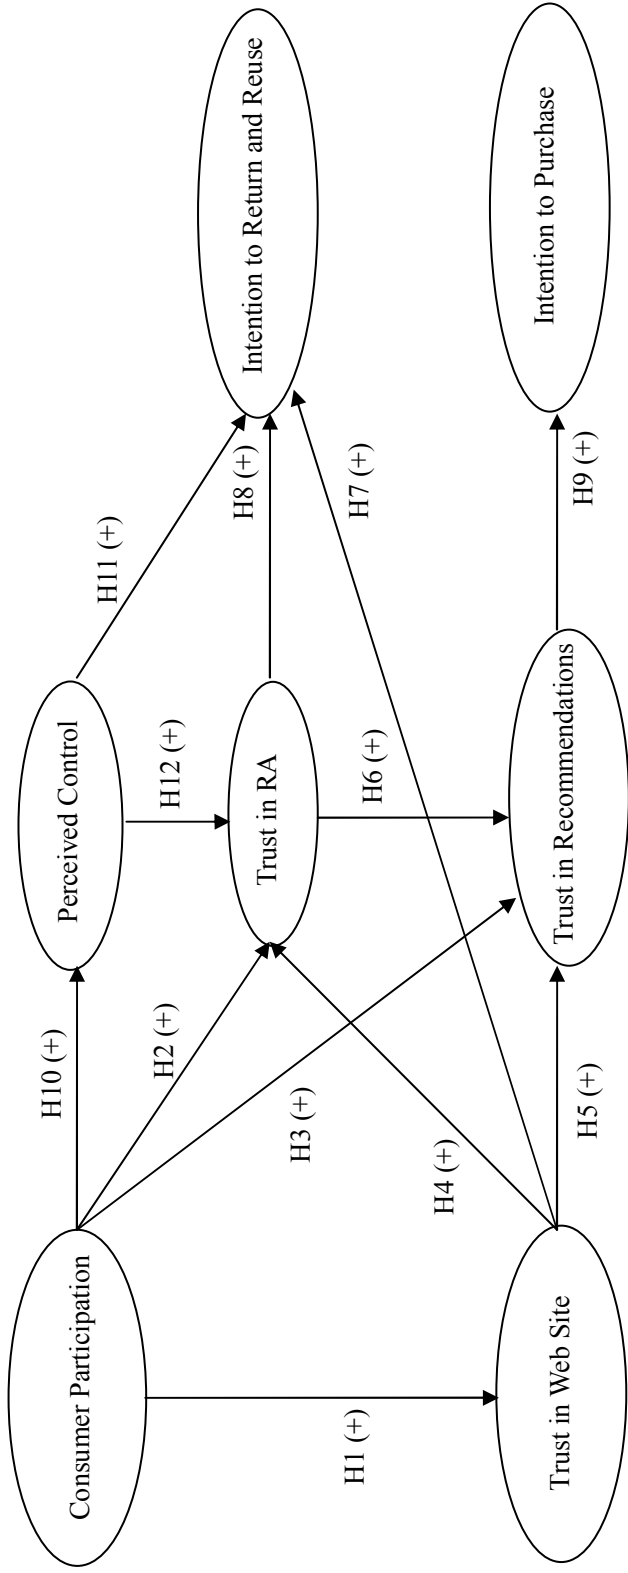 Consumer Participation
H10 (+)
Perceived Control
H11 (+)
Intention to Return and Reuse
H2 (+)
H12 (+)
H8 (+)
Trust in RA
H3 (+)
H1 (+)
H4 (+)
H6 (+)
H7 (+)
Trust in Web Site
H5 (+)
Trust in Recommendations
H9 (+)
Intention to Purchase